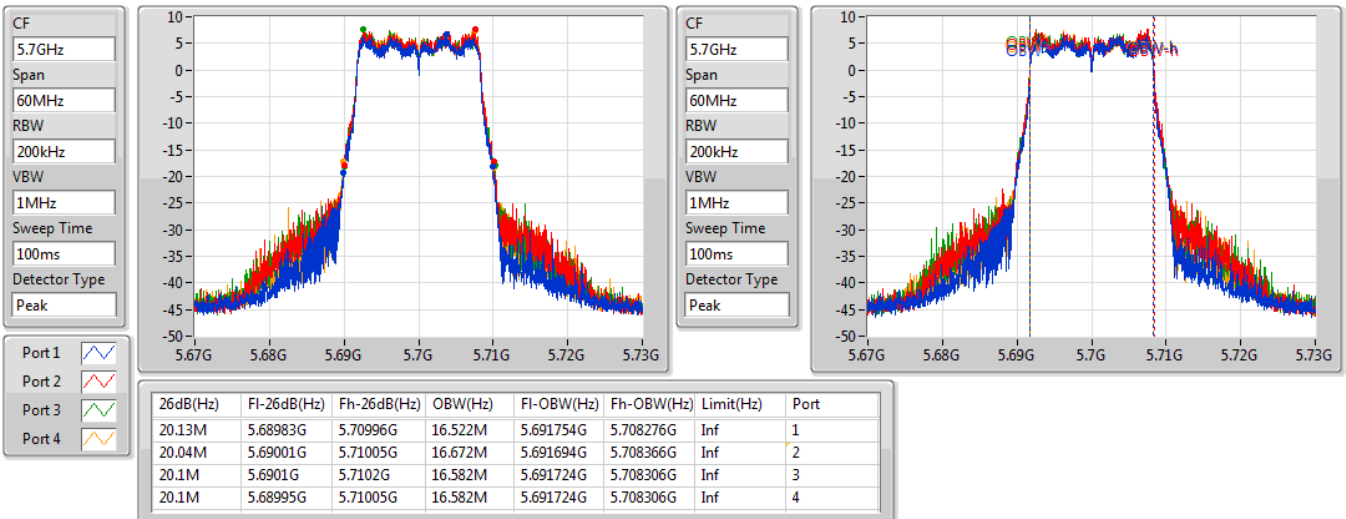 CF
5.7GHz
Span
60MHz
RBW
200kHz
VBW
1MHz
Sweep Time
100ms
Detector Type
Peak
10
5
0
-5
-10
-15
-20
-25
-30
-35
-40
-45
-50
5.67G 5.68G 5.69G 5.7G 5.71G 5.72G 5.73G
CF
5.7GHz
Span
60MHz
RBW
200kHz
VBW
1MHz
Sweep Time
100ms
Detector Type
Peak
10
5
0
-5
-10
-15
-20
-25
-30
-35
-40
-45
-50
OBW-h
5.67G 5.68G 5.69G 5.7G 5.71G 5.72G 5.73G
Port 1
Port 2
Port 3
Port 4
26dB(Hz) Fl-26dB(Hz) Fh-26dB(Hz) OBW(Hz) Fl-OBW(Hz) Fh-OBW(Hz) Limit(Hz) Port
20.13M 5.68983G 5.70996G 16.522M 5.691754G 5.708276G Inf 1
20.04M 5.69001G 5.71005G 16.672M 5.691694G 5.708366G Inf 2
20.1M 5.6901G 5.7102G 16.582M 5.691724G 5.708306G Inf 3
20.1M 5.68995G 5.71005G 16.582M 5.691724G 5.708306G Inf 4